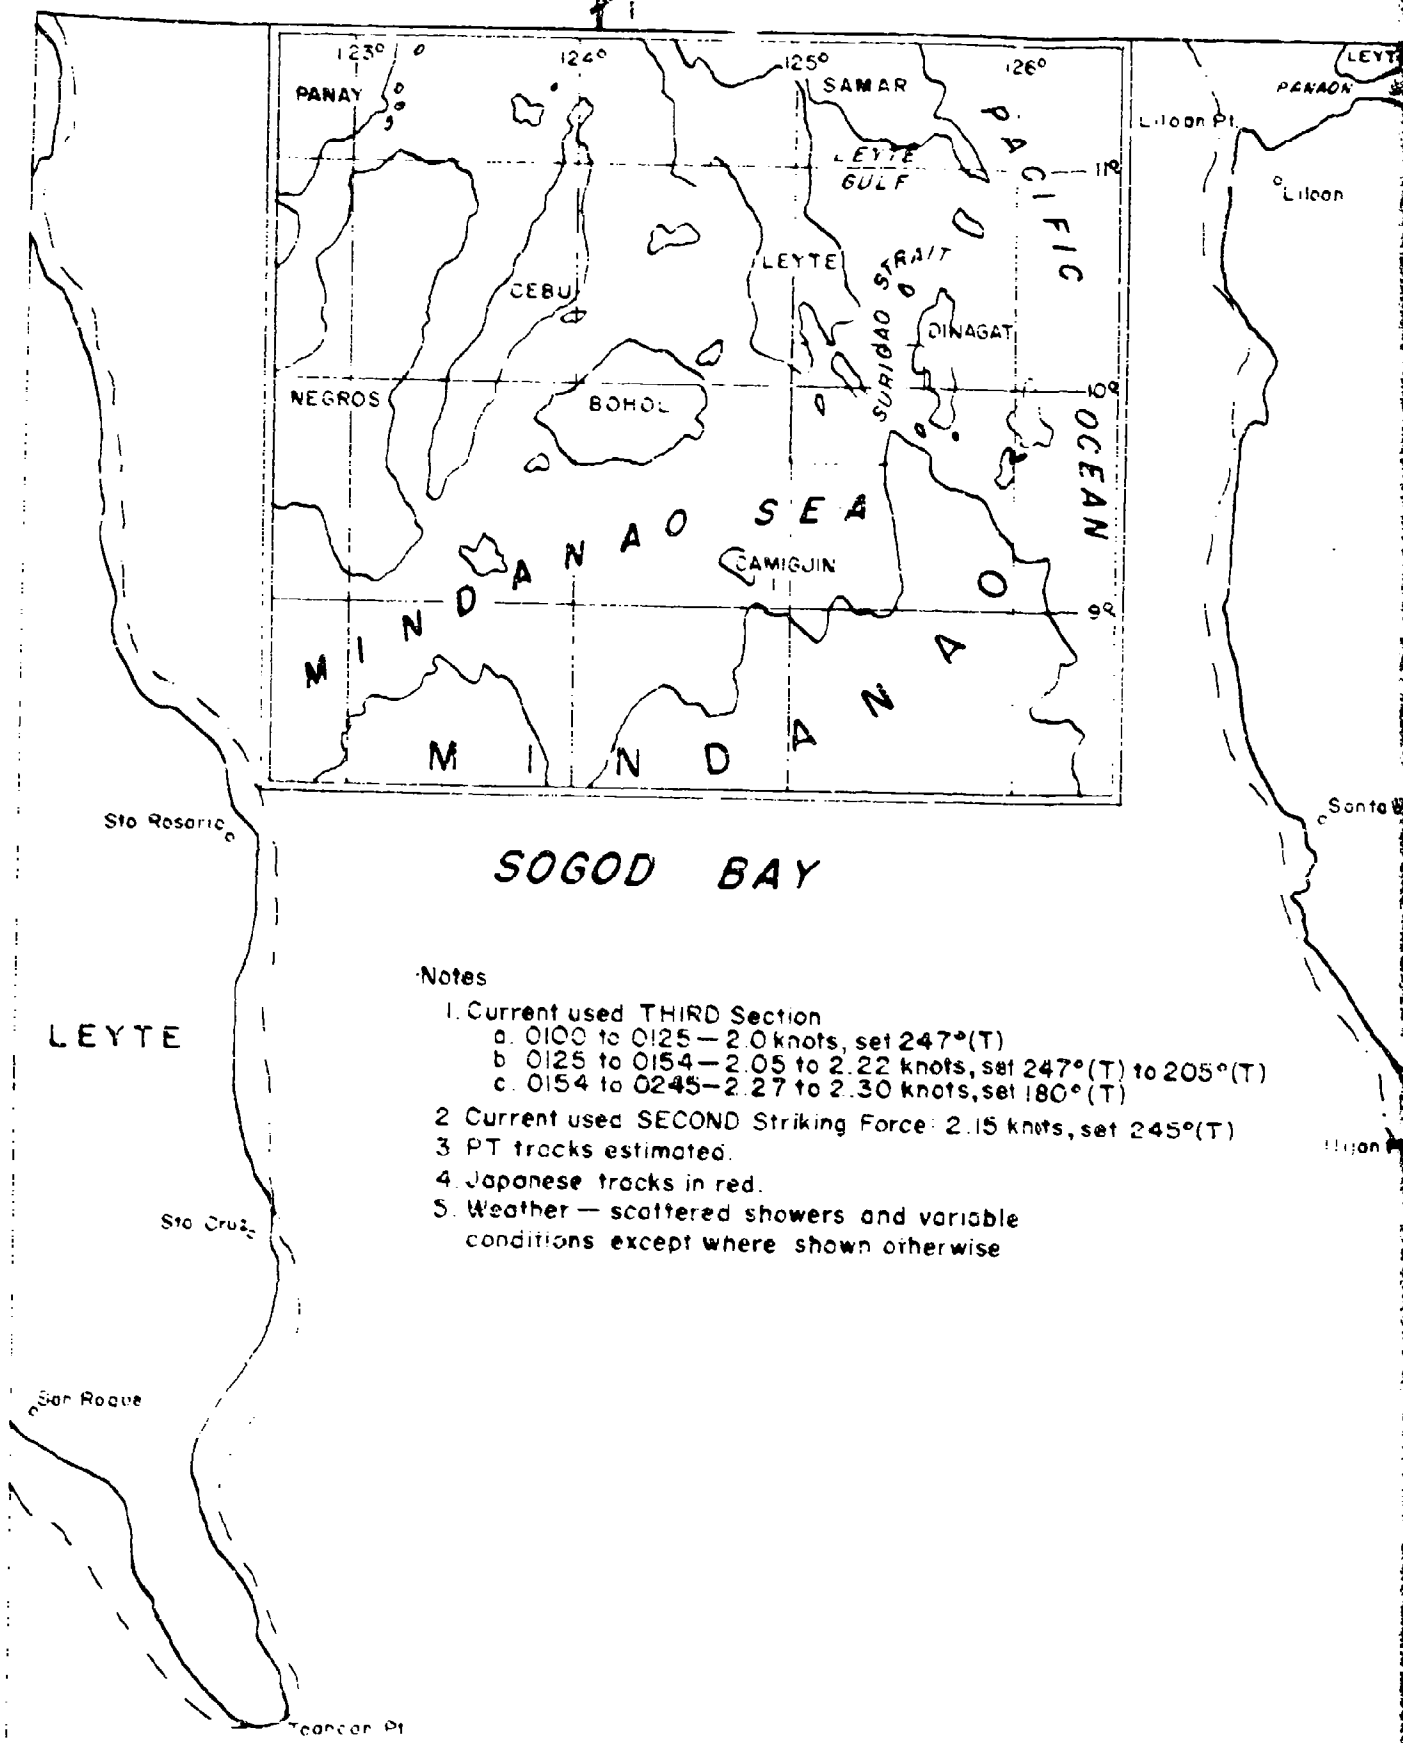 123°
124°
125°
126°
PANAY
SAMAR
LEYTE
GULF
11°
PACIFIC
LEYTE
CEBU
SURIGAO STRAIT
DINAGAT
NEGROS
BOHOL
10°
OCEAN
MINDANAO SEA
CAMIGUIN
9°
MINDANAO
PANAON
Liloan Pt.
Liloan
Sto Rosario
SOGOD BAY
LEYTE
Notes
1. Current used THIRD Section
a. 0100 to 0125 — 2.0 knots, set 247°(T)
b 0125 to 0154 — 2.05 to 2.22 knots, set 247°(T) to 205°(T)
c. 0154 to 0245 — 2.27 to 2.30 knots, set 180°(T)
2 Current used SECOND Striking Force: 2.15 knots, set 245°(T)
3 PT tracks estimated.
4. Japanese tracks in red.
5. Weather — scattered showers and variable
conditions except where shown otherwise
Sto Cruz
San Roque
Santa